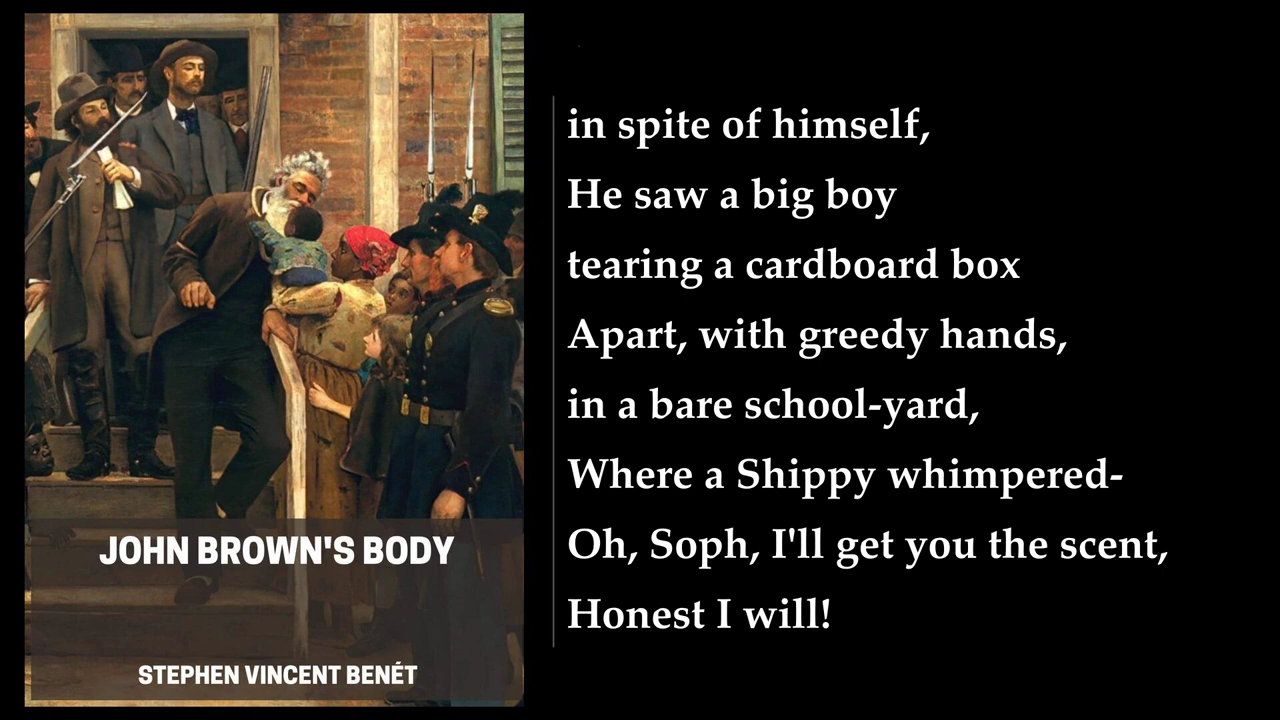 JOHN BROWN'S BODY
STEPHEN VINCENT BENÉT
in spite of himself,
He saw a big boy
tearing a cardboard box
Apart, with greedy hands,
in a bare school-yard,
Where a Shippy whimpered-
Oh, Soph, I'll get you the scent,
Honest I will!